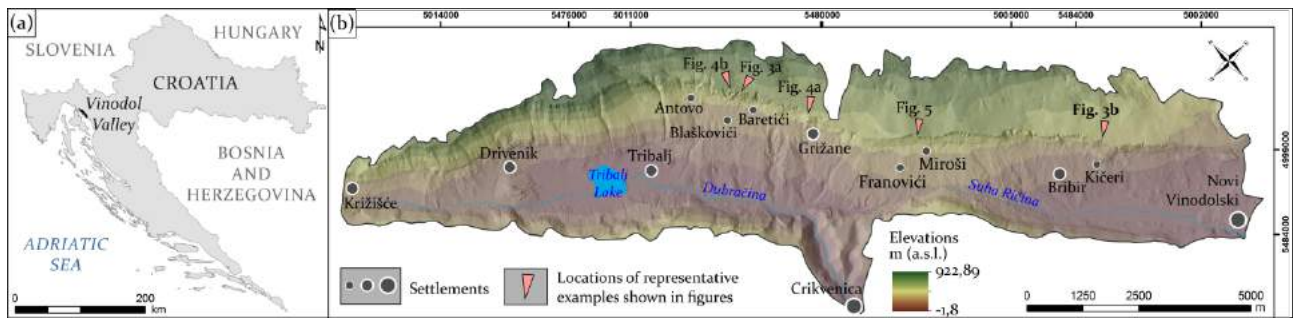 (a)
HUNGARY
SLOVENIA
CROATIA
Vinodol
Valley
BOSNIA
AND
HERZEGOVINA
ADRIATIC
SEA
0 200
km
N
(b)
5014000 5476000 5011000 5480000 5005000 5484000 5002000
Fig. 4b Fig. 3a
Fig. 4a
Fig. 5 Fig. 3b
Antovo
Baretići
Blaškovići
Grižane
Drivenik
Tribalj
Miroši
Franovići
Kičeri
Bribir
Novi
Vinodolski
Križišće
Tribalj
Lake
Dubračina
Suha Ričina
4999000
5484000
Crikvenica
Settlements
Locations of representative
examples shown in figures
Elevations
m (a.s.l.)
922,89
-1,8
0 1250 2500 5000
m